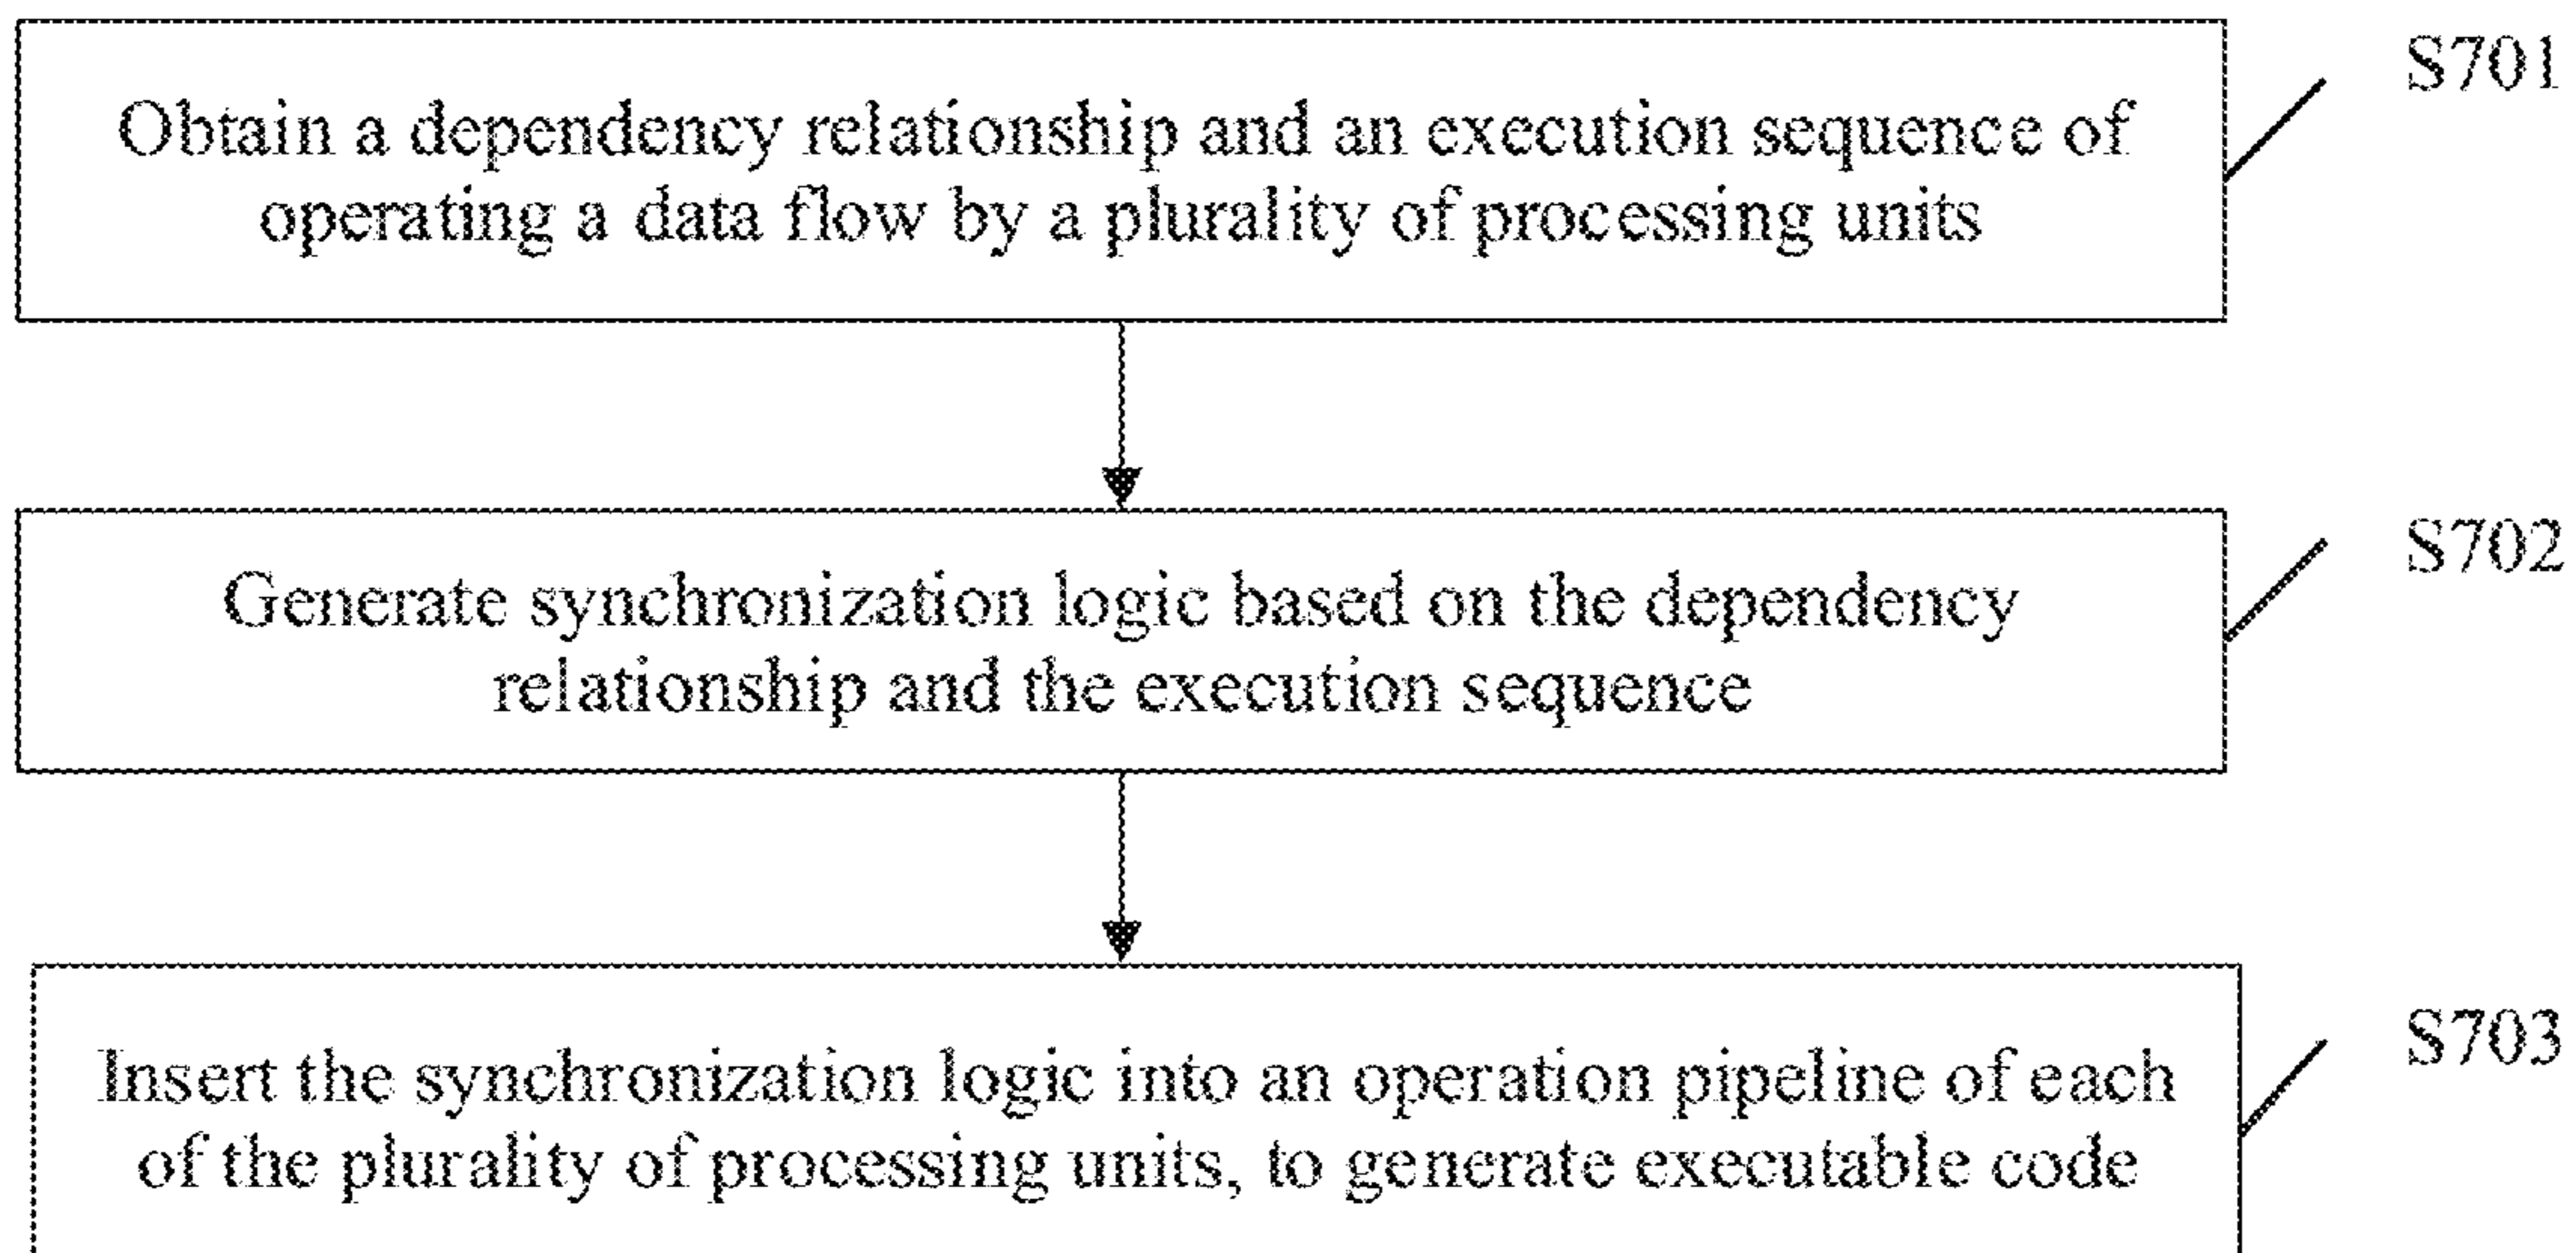 S701
Obtain a dependency relationship and an execution sequence of
operating a data flow by a plurality of processing units
S702
Generate synchronization logic based on the dependency
relationship and the execution sequence
S703
Insert the synchronization logic into an operation pipeline of each
of the plurality of processing units, to generate executable code